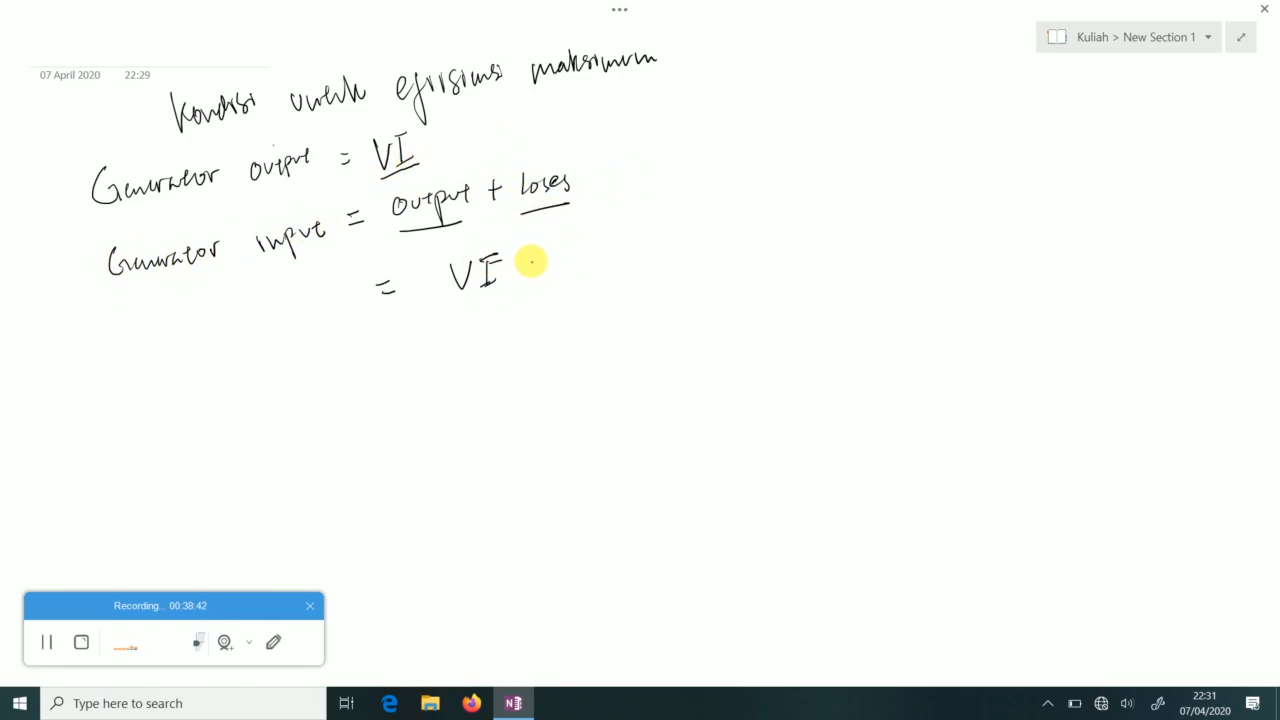 Kuliah > New Section 1
07 April 2020 22:29
Kondisi untuk efisiensi maksimum
Generator output = VI
Generator input = output + loses
= VI
Recording... 00:38:42
Type here to search
22:31
07/04/2020